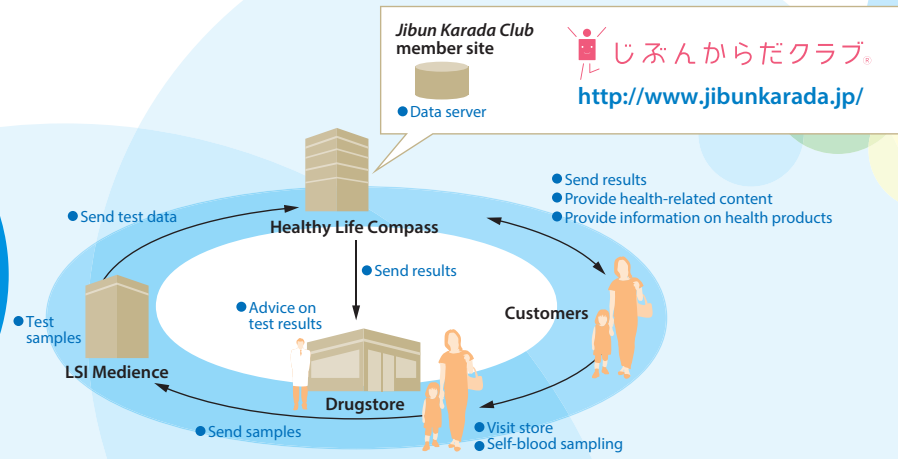 Jibun Karada Club
member site
●Data server
じぶんからだクラブ®
http://www.jibunkarada.jp/
●Send results
●Provide health-related content
●Provide information on health products
●Send test data
Healthy Life Compass
●Send results
●Advice on
test results
Customers
●Test
samples
LSI Medience
Drugstore
●Send samples
●Visit store
●Self-blood sampling